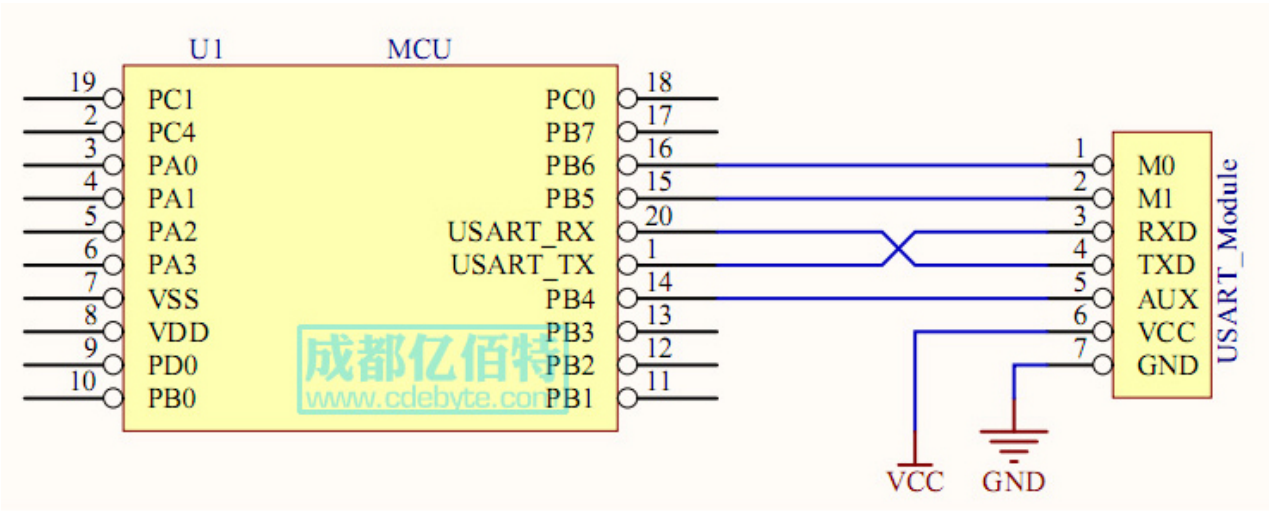 U1 MCU
19 PC1 PC0 18
2 PC4 PB7 17
3 PA0 PB6 16 1 M0
4 PA1 PB5 15 2 M1
5 PA2 USART_RX 20 3 RXD
6 PA3 USART_TX 1 4 TXD
7 VSS PB4 14 5 AUX
8 VDD PB3 13 6 VCC
9 PD0 PB2 12 7 GND
10 PB0 PB1 11
USART_Module
成都亿佰特
www.cdebyte.com
VCC GND